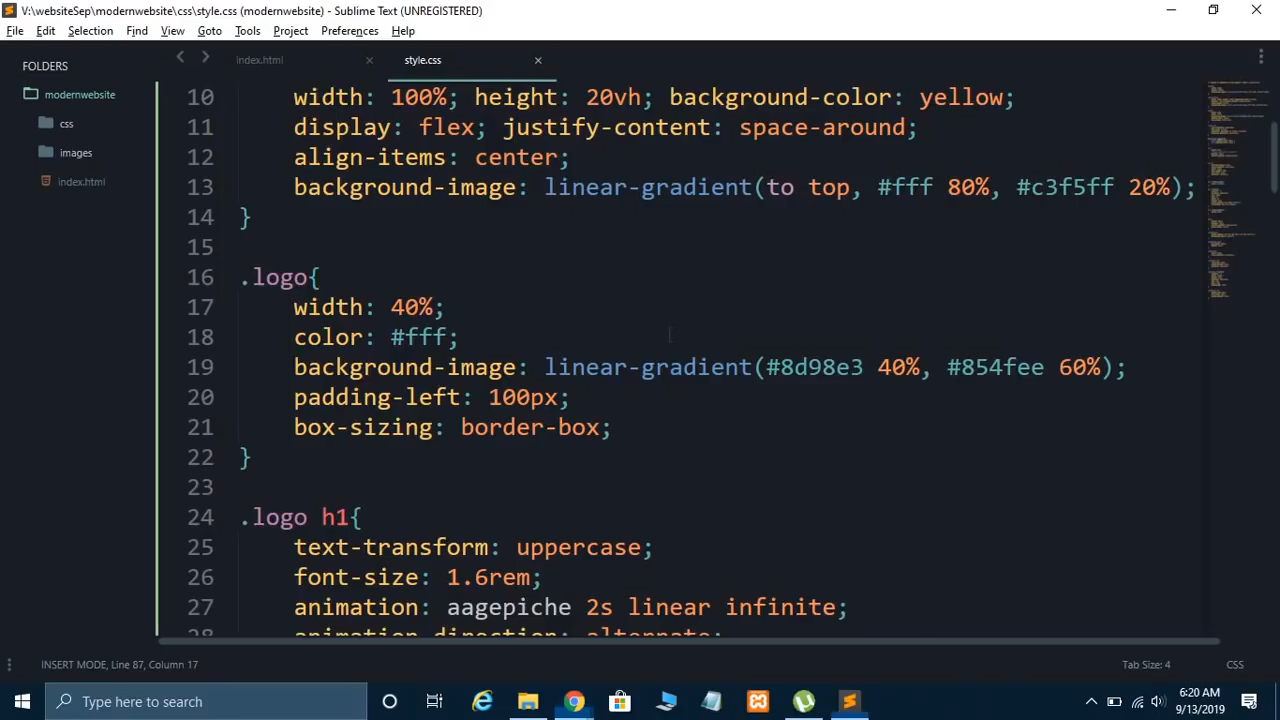 V:\websiteSep\modernwebsite\css\style.css (modernwebsite) - Sublime Text (UNREGISTERED)
File Edit Selection Find View Goto Tools Project Preferences Help
FOLDERS
modernwebsite
css
images
index.html
index.html
style.css
10 width: 100%; height: 20vh; background-color: yellow;
11 display: flex; justify-content: space-around;
12 align-items: center;
13 background-image: linear-gradient(to top, #fff 80%, #c3f5ff 20%);
14 }
15
16 .logo{
17 width: 40%;
18 color: #fff;
19 background-image: linear-gradient(#8d98e3 40%, #854fee 60%);
20 padding-left: 100px;
21 box-sizing: border-box;
22 }
23
24 .logo h1{
25 text-transform: uppercase;
26 font-size: 1.6rem;
27 animation: aagepiche 2s linear infinite;
28 animation-direction: alternate;
INSERT MODE, Line 87, Column 17
Tab Size: 4
CSS
Type here to search
6:20 AM
9/13/2019